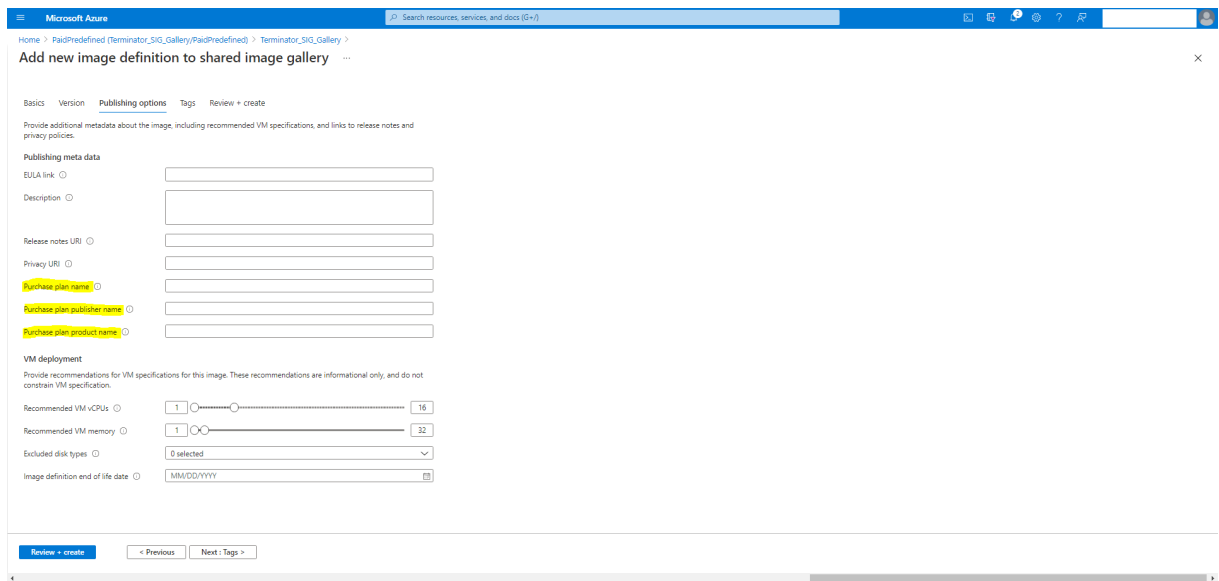 Microsoft Azure
Search resources, services, and docs (G+/)
2
Home > PaidPredefined (Terminator_SIG_Gallery/PaidPredefined) > Terminator_SIG_Gallery >
Add new image definition to shared image gallery ...
Basics Version Publishing options Tags Review + create
Provide additional metadata about the image, including recommended VM specifications, and links to release notes and
privacy policies.
Publishing meta data
EULA link
Description
Release notes URI
Privacy URI
Purchase plan name
Purchase plan publisher name
Purchase plan product name
VM deployment
Provide recommendations for VM specifications for this image. These recommendations are informational only, and do not
constrain VM specification.
Recommended VM vCPUs 1 16
Recommended VM memory 1 32
Excluded disk types 0 selected
Image definition end of life date MM/DD/YYYY
Review + create < Previous Next : Tags >